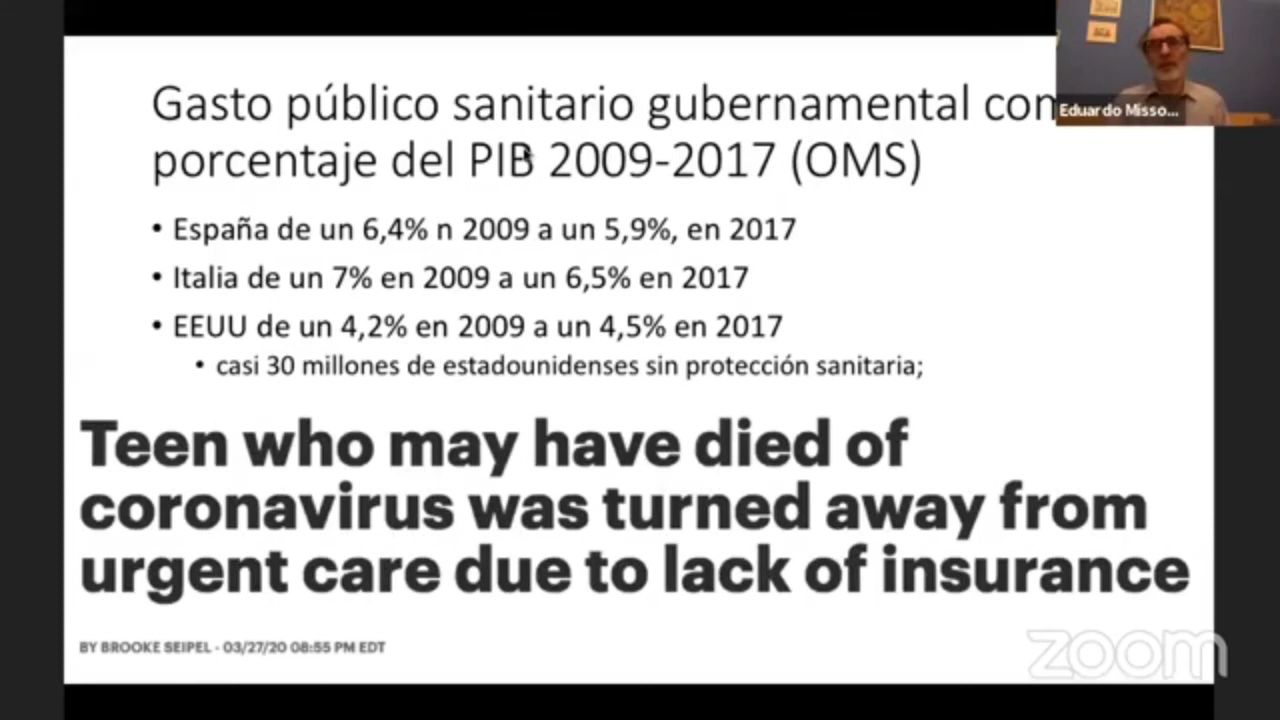 Gasto público sanitario gubernamental con
porcentaje del PIB 2009-2017 (OMS)
Eduardo Misso...
• España de un 6,4% n 2009 a un 5,9%, en 2017
• Italia de un 7% en 2009 a un 6,5% en 2017
• EEUU de un 4,2% en 2009 a un 4,5% en 2017
• casi 30 millones de estadounidenses sin protección sanitaria;
Teen who may have died of
coronavirus was turned away from
urgent care due to lack of insurance
BY BROOKE SEIPEL - 03/27/20 08:55 PM EDT
zoom